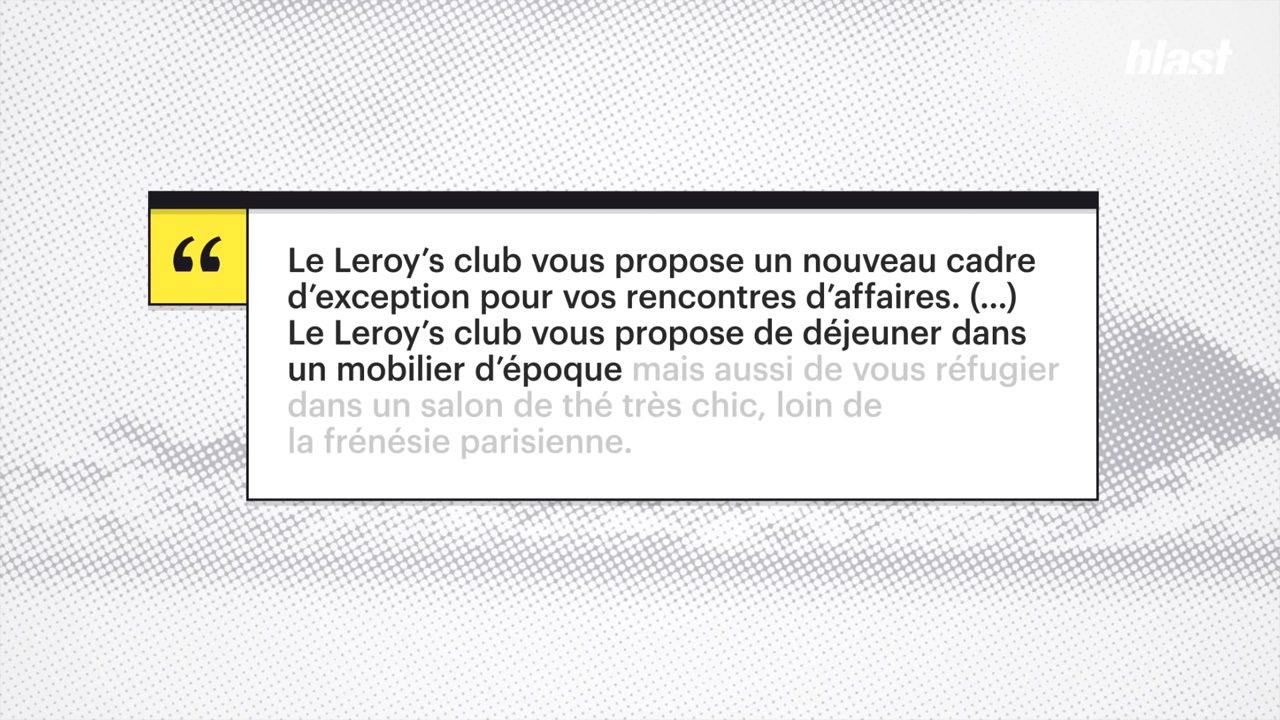 blast
“
Le Leroy’s club vous propose un nouveau cadre
d’exception pour vos rencontres d’affaires. (...)
Le Leroy’s club vous propose de déjeuner dans
un mobilier d’époque mais aussi de vous réfugier
dans un salon de thé très chic, loin de
la frénésie parisienne.